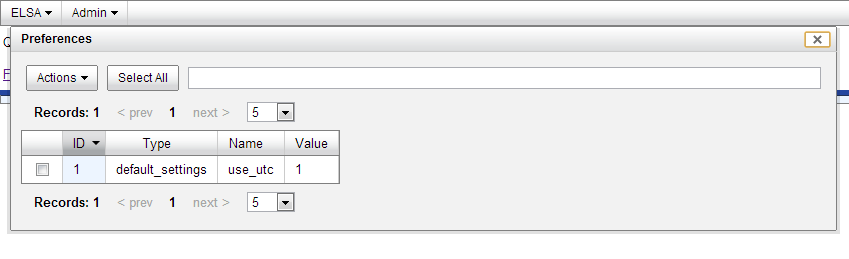 ELSA Admin
Preferences
Actions Select All
Records: 1 < prev 1 next > 5
ID Type Name Value
1 default_settings use_utc 1
Records: 1 < prev 1 next > 5